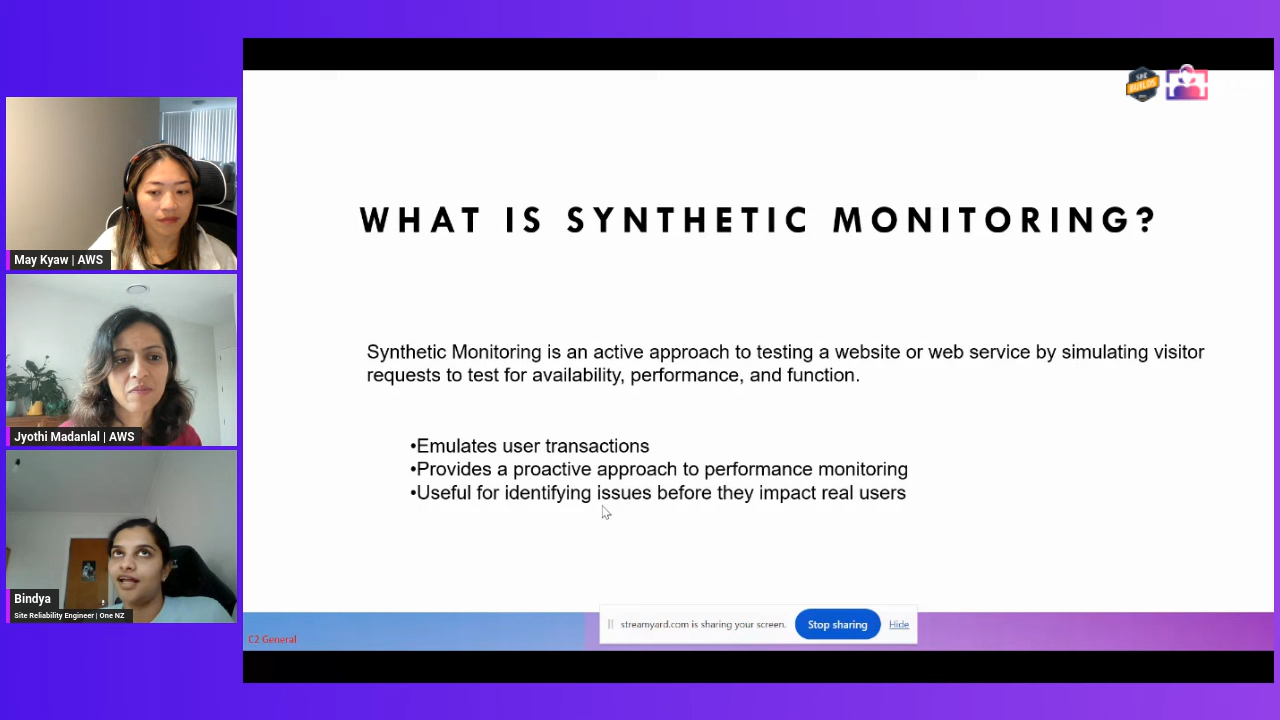 SHE
BUILDS
WHAT IS SYNTHETIC MONITORING?
Synthetic Monitoring is an active approach to testing a website or web service by simulating visitor
requests to test for availability, performance, and function.
•Emulates user transactions
•Provides a proactive approach to performance monitoring
•Useful for identifying issues before they impact real users
May Kyaw | AWS
Jyothi Madanlal | AWS
Bindya
Site Reliability Engineer | One NZ
C2 General
streamyard.com is sharing your screen.
Stop sharing
Hide